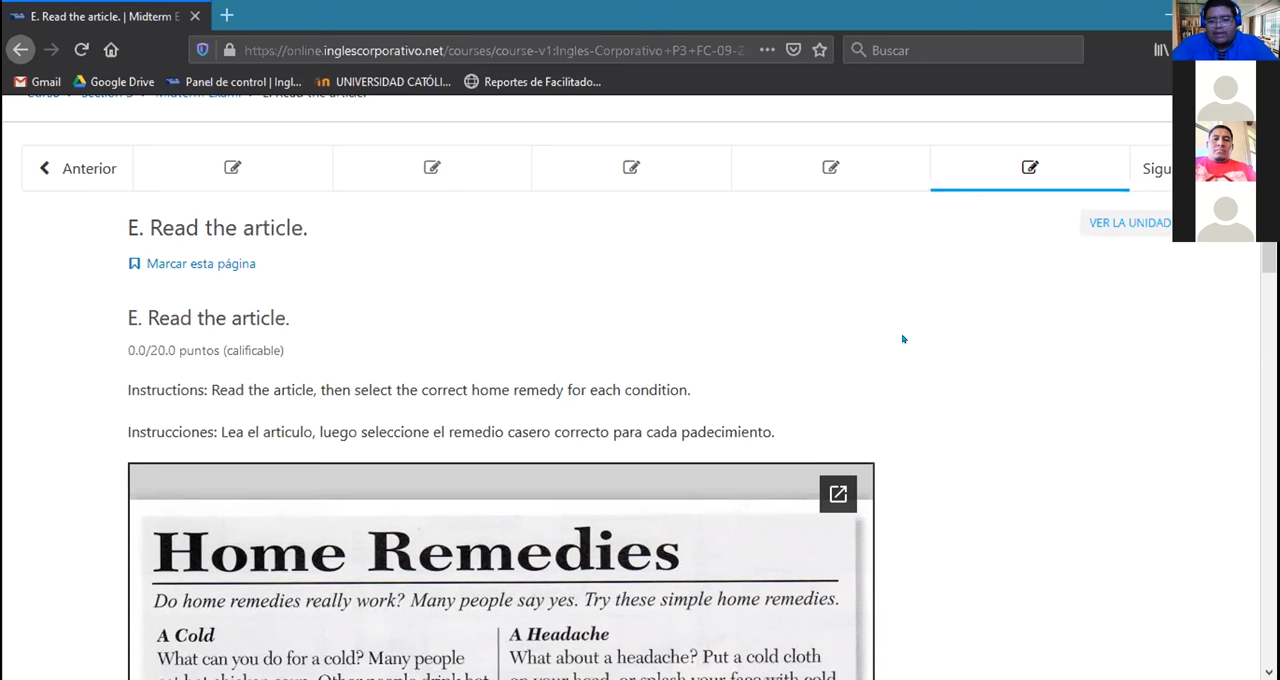 E. Read the article. | Midterm E
https://online.inglescorporativo.net/courses/course-v1:Ingles-Corporativo+P3+FC-09-2
Buscar
Gmail
Google Drive
Panel de control | Ingl...
UNIVERSIDAD CATÓLI...
Reportes de Facilitado...
Anterior
Sigu
E. Read the article.
VER LA UNIDAD
Marcar esta página
E. Read the article.
0.0/20.0 puntos (calificable)
Instructions: Read the article, then select the correct home remedy for each condition.
Instrucciones: Lea el articulo, luego seleccione el remedio casero correcto para cada padecimiento.
Home Remedies
Do home remedies really work? Many people say yes. Try these simple home remedies.
A Cold
What can you do for a cold? Many people
A Headache
What about a headache? Put a cold cloth